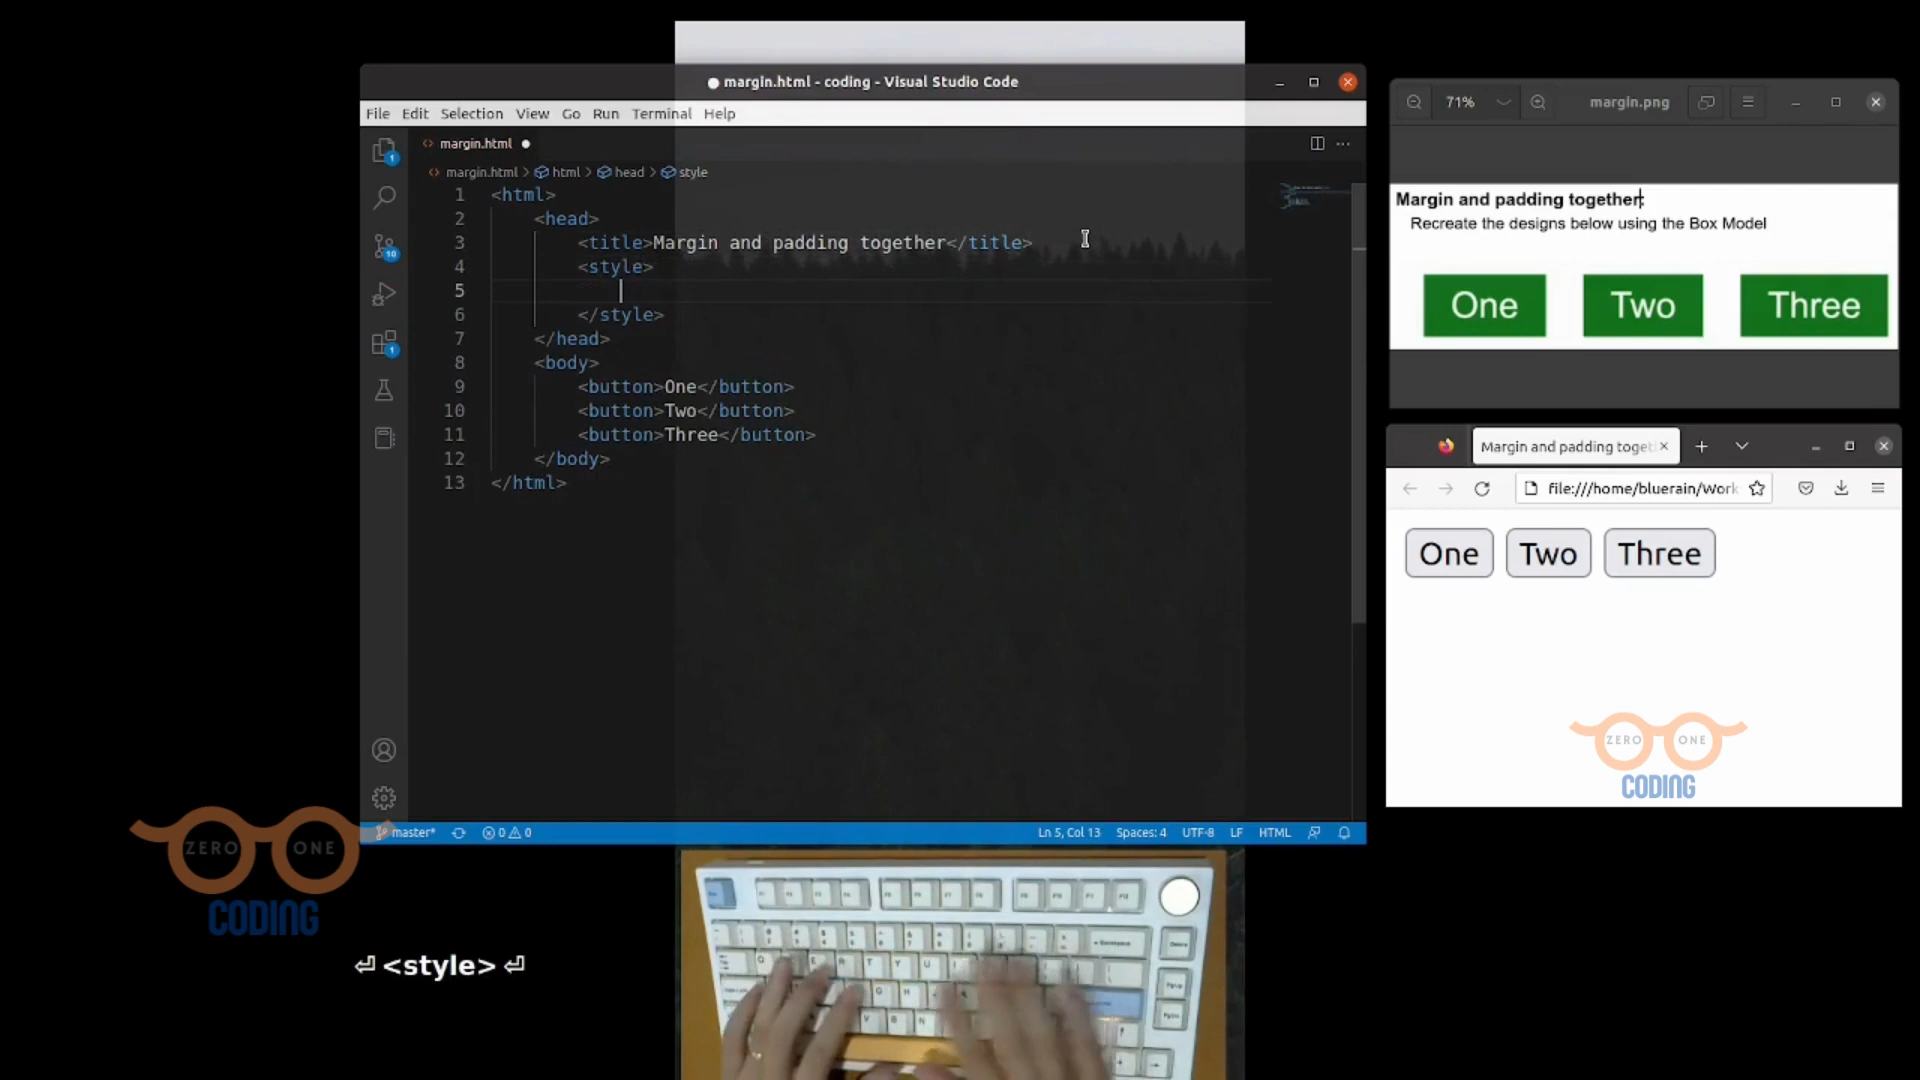 margin.html - coding - Visual Studio Code
File Edit Selection View Go Run Terminal Help
margin.html
margin.html > html > head > style
1 <html>
2 <head>
3 <title>Margin and padding together</title>
4 <style>
5
6 </style>
7 </head>
8 <body>
9 <button>One</button>
10 <button>Two</button>
11 <button>Three</button>
12 </body>
13 </html>
1
10
1
master* 0 0 Ln 5, Col 13 Spaces: 4 UTF-8 LF HTML
71% margin.png
Margin and padding together:
Recreate the designs below using the Box Model
One Two Three
Margin and padding toget
file:///home/bluerain/Work
One Two Three
ZERO ONE
CODING
ZERO ONE
CODING
⏎ <style> ⏎